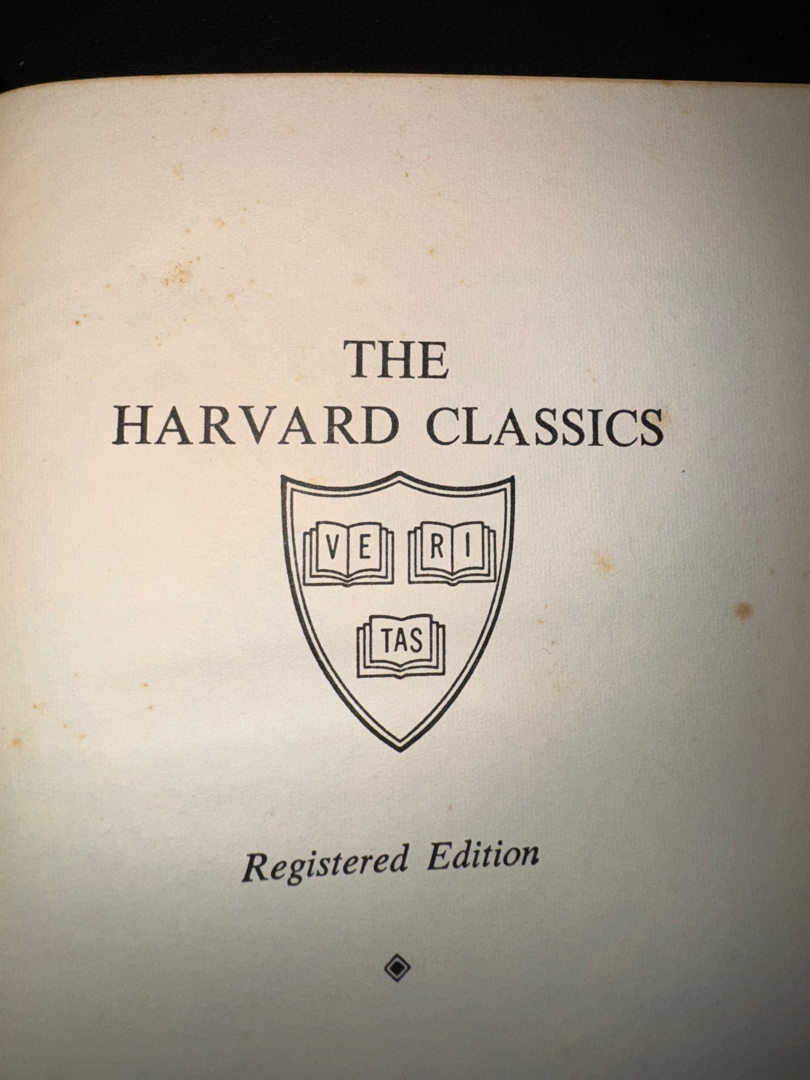 THE
HARVARD CLASSICS
VE RI
TAS
Registered Edition